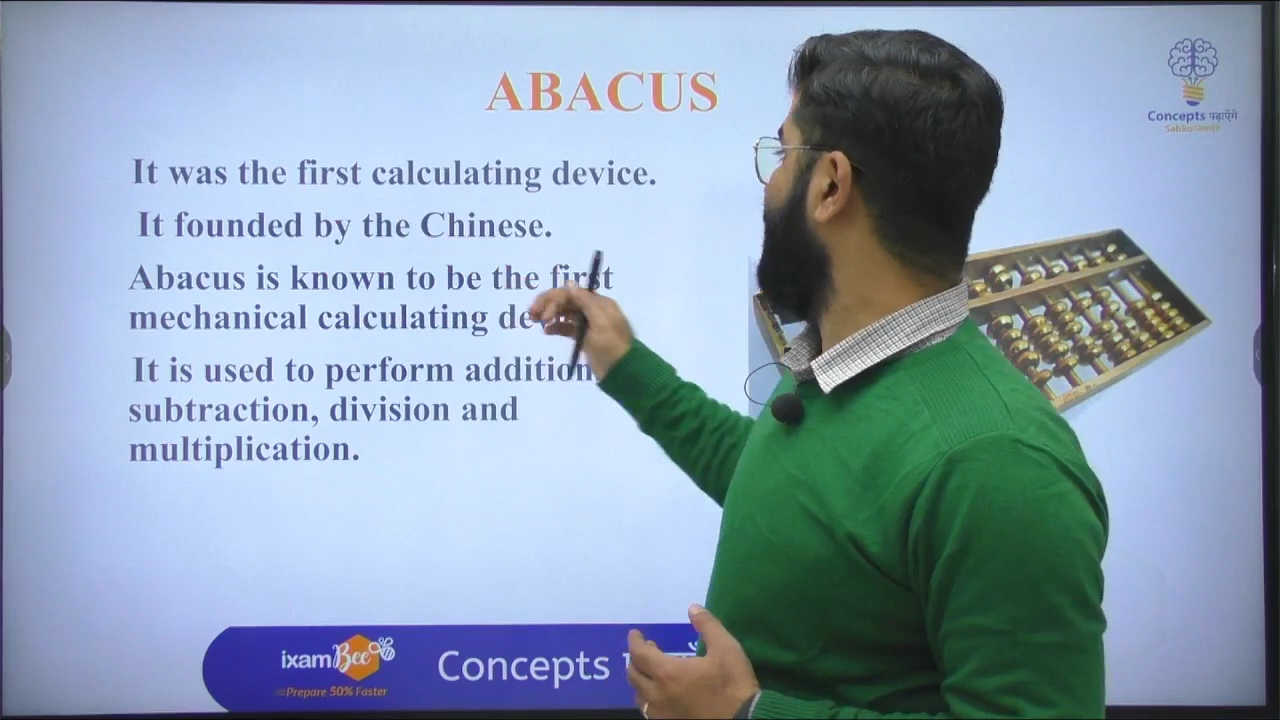 ABACUS
Concepts पढ़ाएँगे
It was the first calculating device.
It founded by the Chinese.
Abacus is known to be the first
mechanical calculating
It is used to perform addition
subtraction, division and
multiplication.
ixamBee
Prepare 50% Faster
Concepts